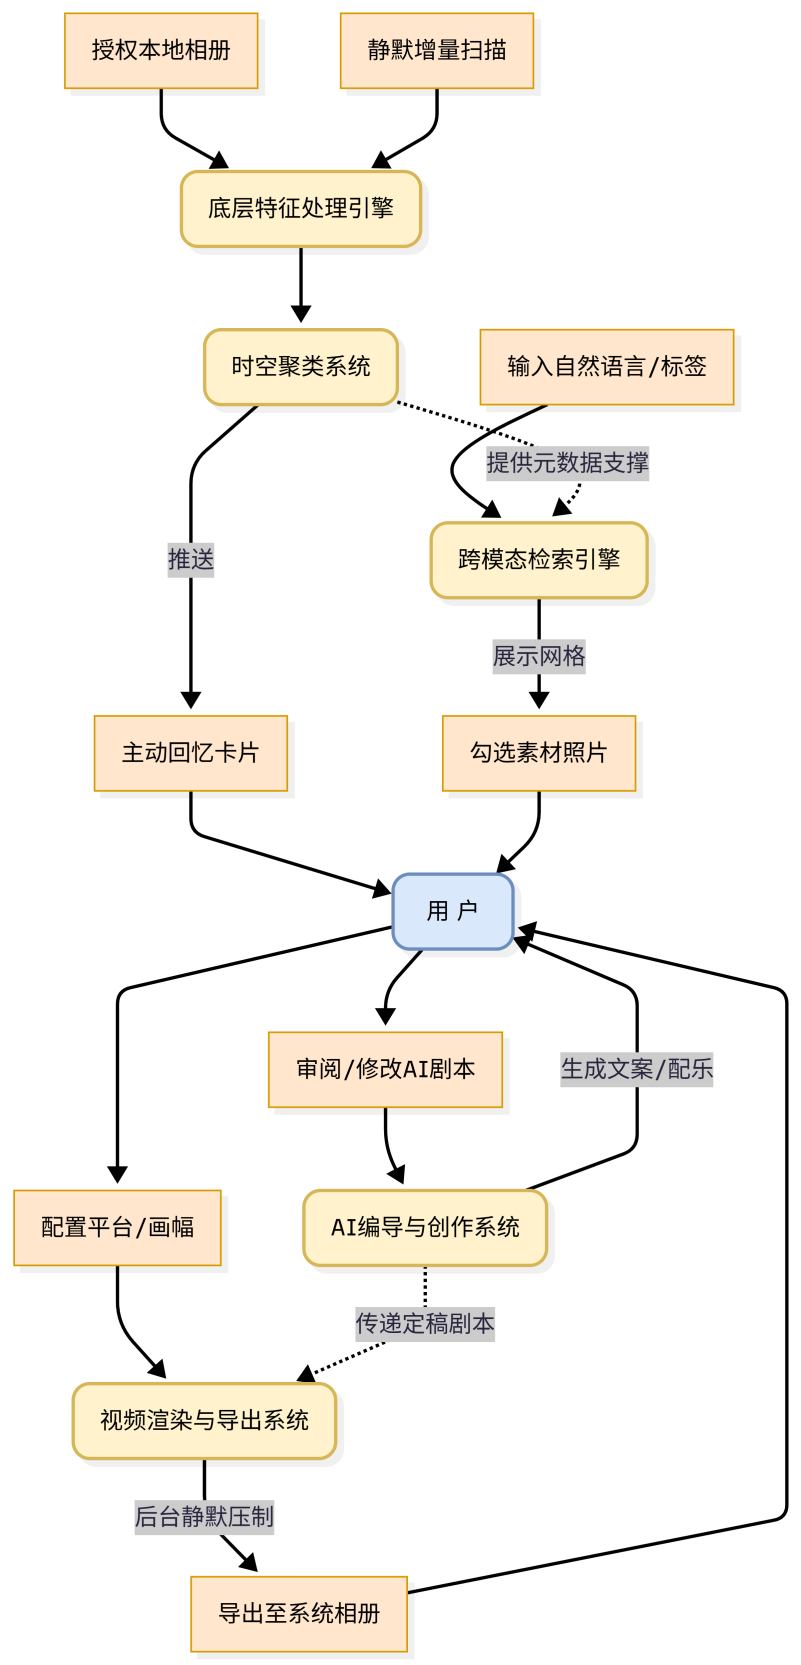 授权本地相册
静默增量扫描
底层特征处理引擎
时空聚类系统
输入自然语言/标签
提供元数据支撑
推送
跨模态检索引擎
展示网格
主动回忆卡片
勾选素材照片
用 户
审阅/修改AI剧本
生成文案/配乐
配置平台/画幅
AI编导与创作系统
传递定稿剧本
视频渲染与导出系统
后台静默压制
导出至系统相册